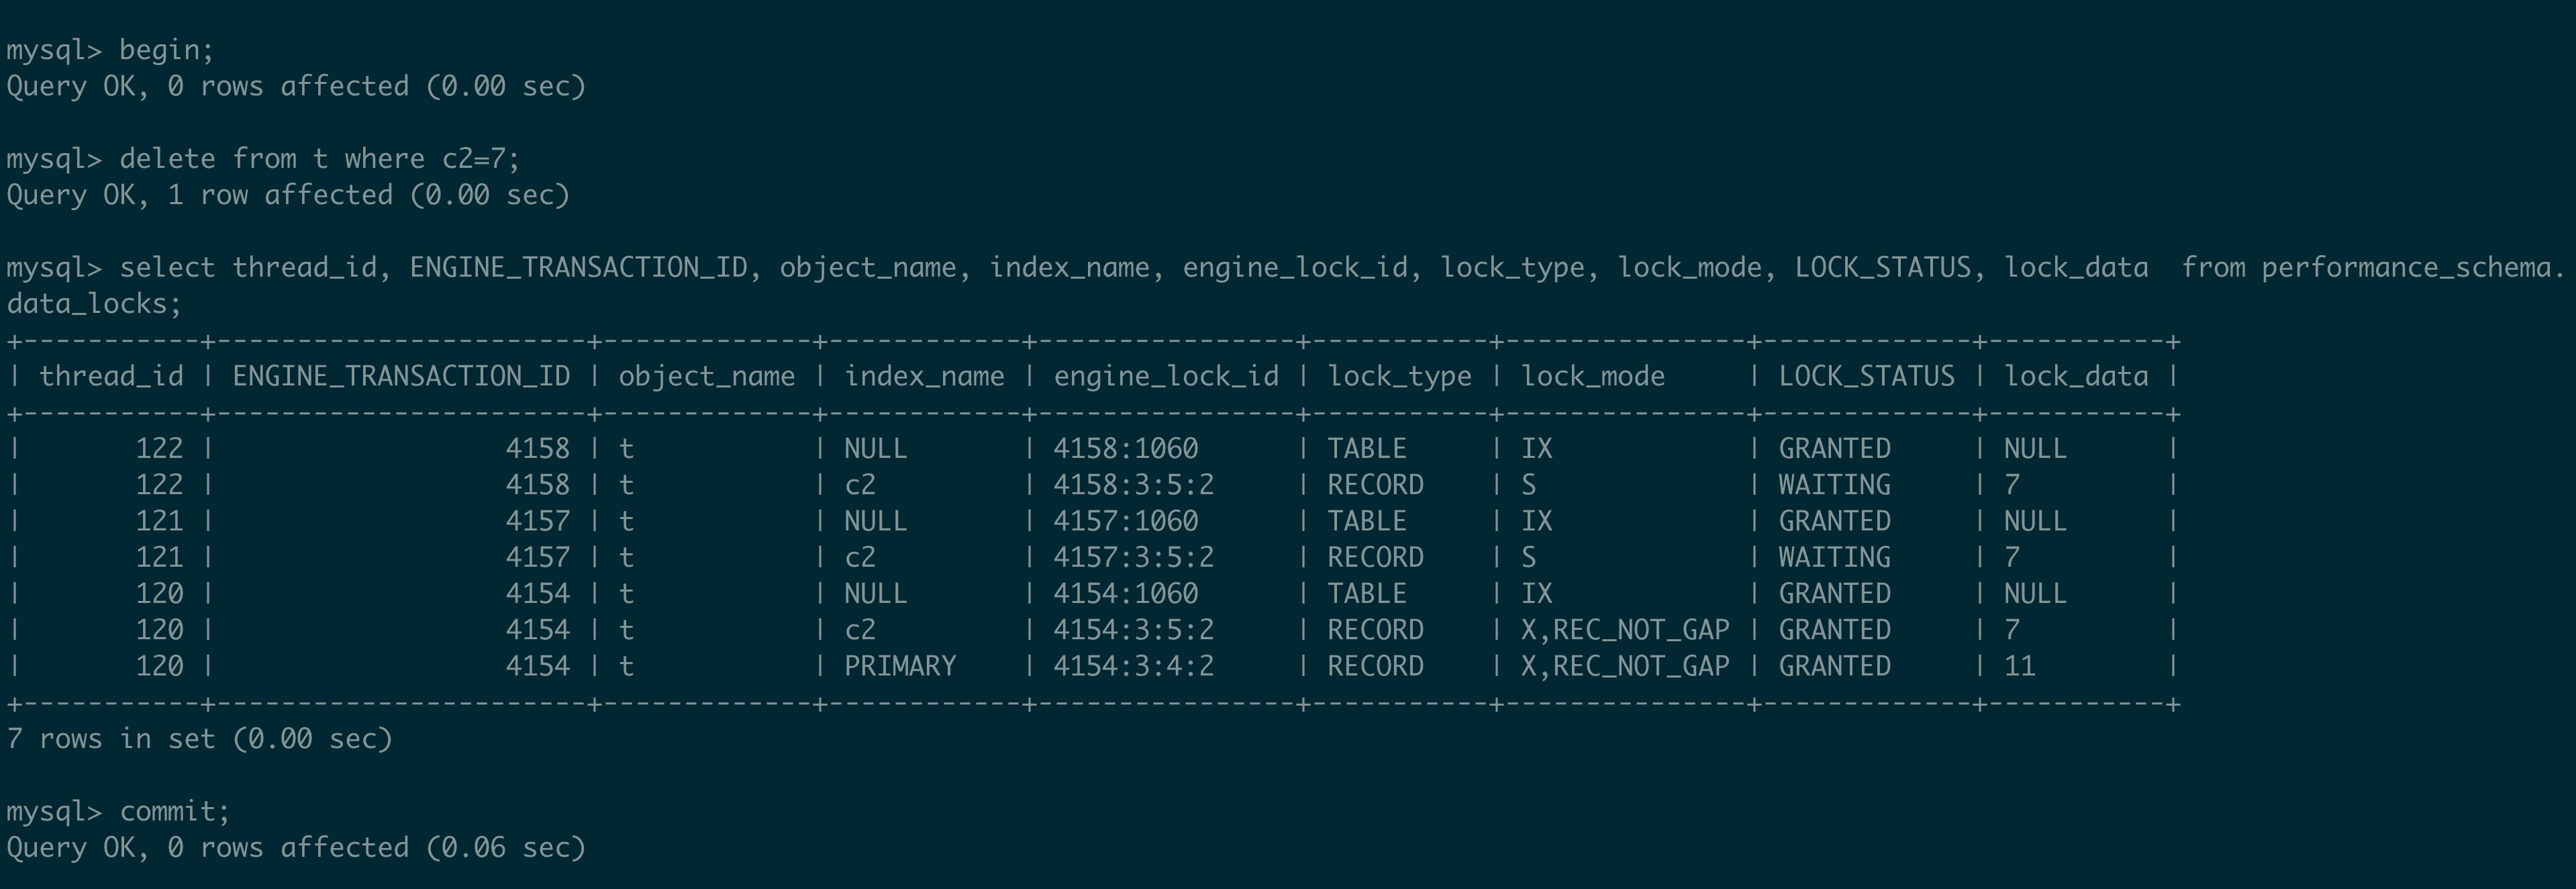 mysql> begin;
Query OK, 0 rows affected (0.00 sec)
mysql> delete from t where c2=7;
Query OK, 1 row affected (0.00 sec)
mysql> select thread_id, ENGINE_TRANSACTION_ID, object_name, index_name, engine_lock_id, lock_type, lock_mode, LOCK_STATUS, lock_data  from performance_schema.
data_locks;
+-----------+-----------------------+-------------+------------+----------------+-----------+---------------+-------------+-----------+
| thread_id | ENGINE_TRANSACTION_ID | object_name | index_name | engine_lock_id | lock_type | lock_mode     | LOCK_STATUS | lock_data |
+-----------+-----------------------+-------------+------------+----------------+-----------+---------------+-------------+-----------+
|       122 |                  4158 | t           | NULL       | 4158:1060      | TABLE     | IX            | GRANTED     | NULL      |
|       122 |                  4158 | t           | c2         | 4158:3:5:2     | RECORD    | S             | WAITING     | 7         |
|       121 |                  4157 | t           | NULL       | 4157:1060      | TABLE     | IX            | GRANTED     | NULL      |
|       121 |                  4157 | t           | c2         | 4157:3:5:2     | RECORD    | S             | WAITING     | 7         |
|       120 |                  4154 | t           | NULL       | 4154:1060      | TABLE     | IX            | GRANTED     | NULL      |
|       120 |                  4154 | t           | c2         | 4154:3:5:2     | RECORD    | X,REC_NOT_GAP | GRANTED     | 7         |
|       120 |                  4154 | t           | PRIMARY    | 4154:3:4:2     | RECORD    | X,REC_NOT_GAP | GRANTED     | 11        |
+-----------+-----------------------+-------------+------------+----------------+-----------+---------------+-------------+-----------+
7 rows in set (0.00 sec)
mysql> commit;
Query OK, 0 rows affected (0.06 sec)